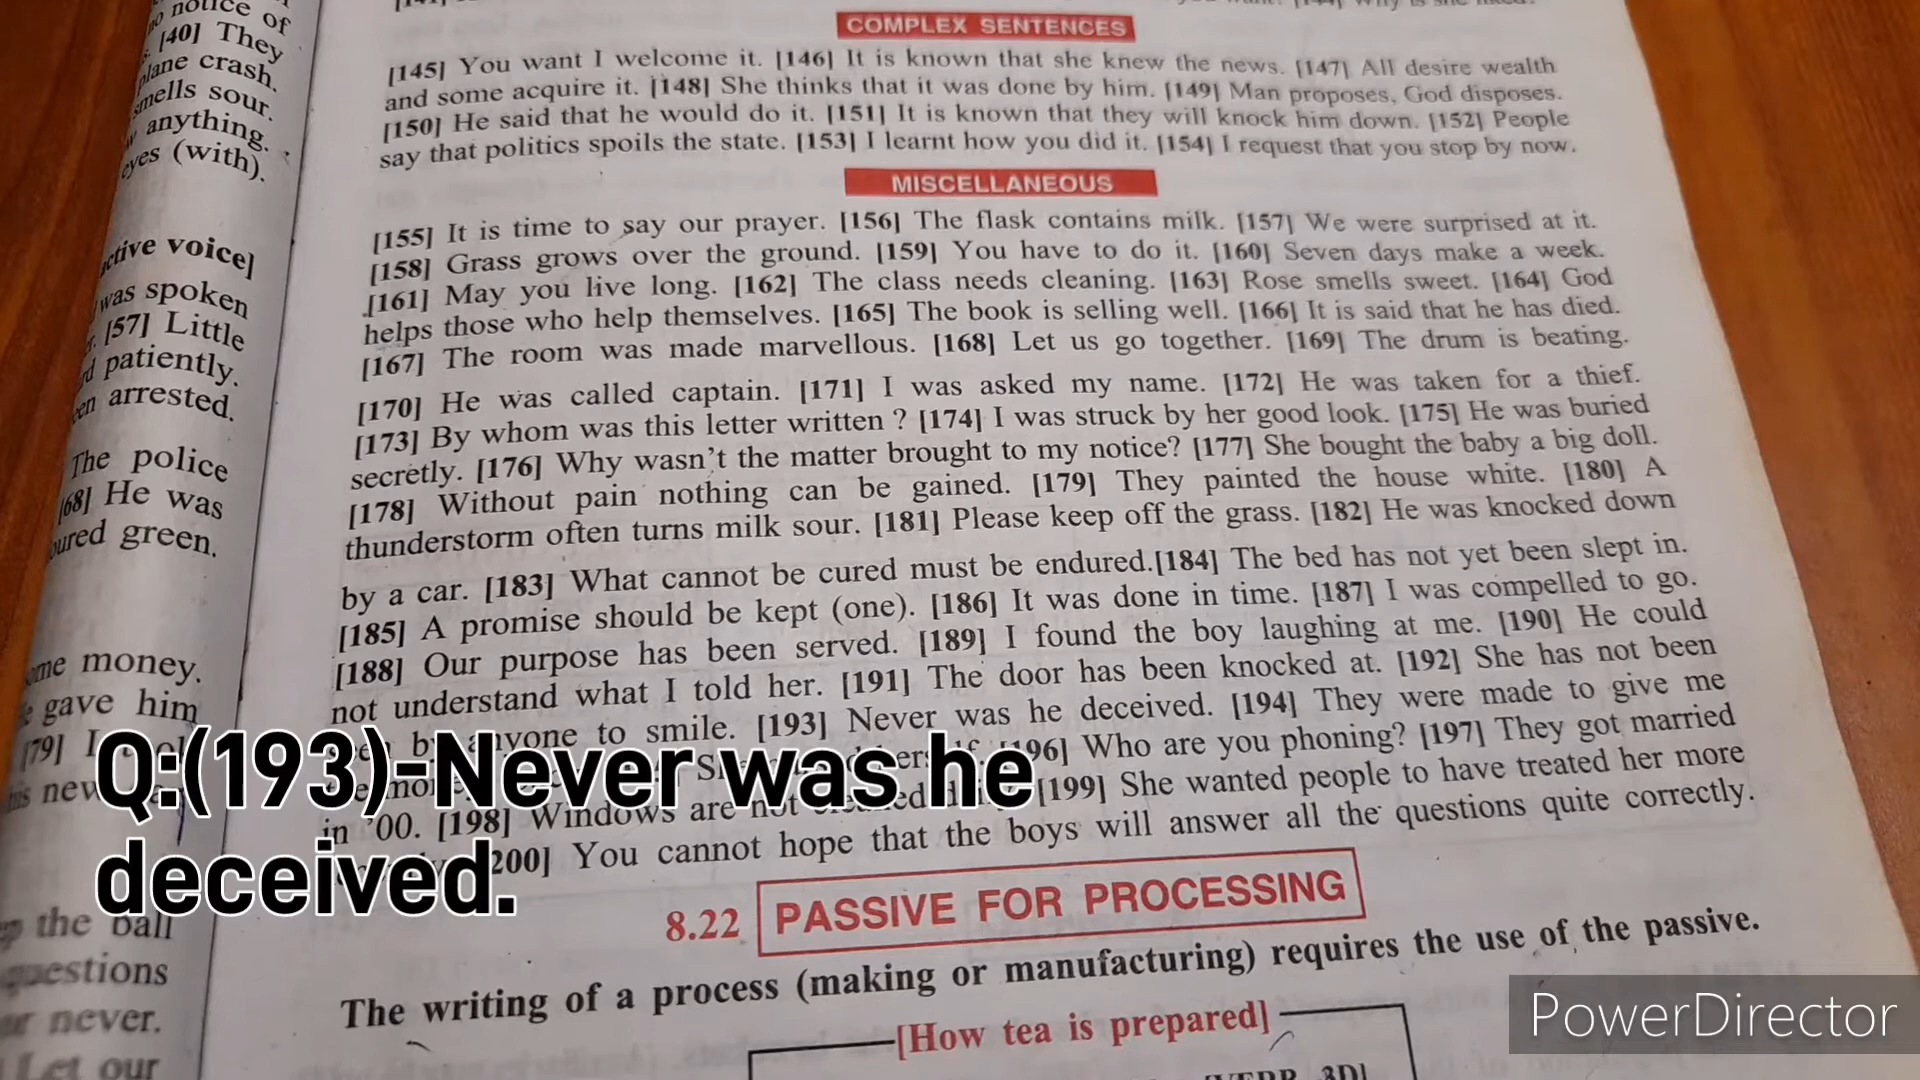 no notice of
[40] They
plane crash.
smells sour.
anything.
eyes (with).
active voice]
was spoken
[57] Little
patiently.
arrested.
The police
[68] He was
green.
some money.
gave him
[79] I
new
the ball
questions
or never.
Let our
COMPLEX SENTENCES
[145] You want I welcome it. [146] It is known that she knew the news. [147] All desire wealth
and some acquire it. [148] She thinks that it was done by him. [149] Man proposes, God disposes.
[150] He said that he would do it. [151] It is known that they will knock him down. [152] People
say that politics spoils the state. [153] I learnt how you did it. [154] I request that you stop by now.
MISCELLANEOUS
[155] It is time to say our prayer. [156] The flask contains milk. [157] We were surprised at it.
[158] Grass grows over the ground. [159] You have to do it. [160] Seven days make a week.
[161] May you live long. [162] The class needs cleaning. [163] Rose smells sweet. [164] God
helps those who help themselves. [165] The book is selling well. [166] It is said that he has died.
[167] The room was made marvellous. [168] Let us go together. [169] The drum is beating.
[170] He was called captain. [171] I was asked my name. [172] He was taken for a thief.
[173] By whom was this letter written ? [174] I was struck by her good look. [175] He was buried
secretly. [176] Why wasn't the matter brought to my notice? [177] She bought the baby a big doll.
[178] Without pain nothing can be gained. [179] They painted the house white. [180] A
thunderstorm often turns milk sour. [181] Please keep off the grass. [182] He was knocked down
by a car. [183] What cannot be cured must be endured.[184] The bed has not yet been slept in.
[185] A promise should be kept (one). [186] It was done in time. [187] I was compelled to go.
[188] Our purpose has been served. [189] I found the boy laughing at me. [190] He could
not understand what I told her. [191] The door has been knocked at. [192] She has not been
by anyone to smile. [193] Never was he deceived. [194] They were made to give me
[196] Who are you phoning? [197] They got married
in '00. [198] Windows are not [199] She wanted people to have treated her more
[200] You cannot hope that the boys will answer all the questions quite correctly.
Q:(193)-Never was he
deceived.
8.22 PASSIVE FOR PROCESSING
The writing of a process (making or manufacturing) requires the use of the passive.
[How tea is prepared]
PowerDirector